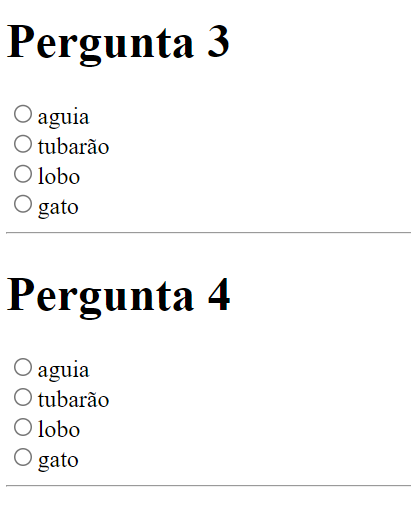 Pergunta 3
aguia
tubarão
lobo
gato
Pergunta 4
aguia
tubarão
lobo
gato